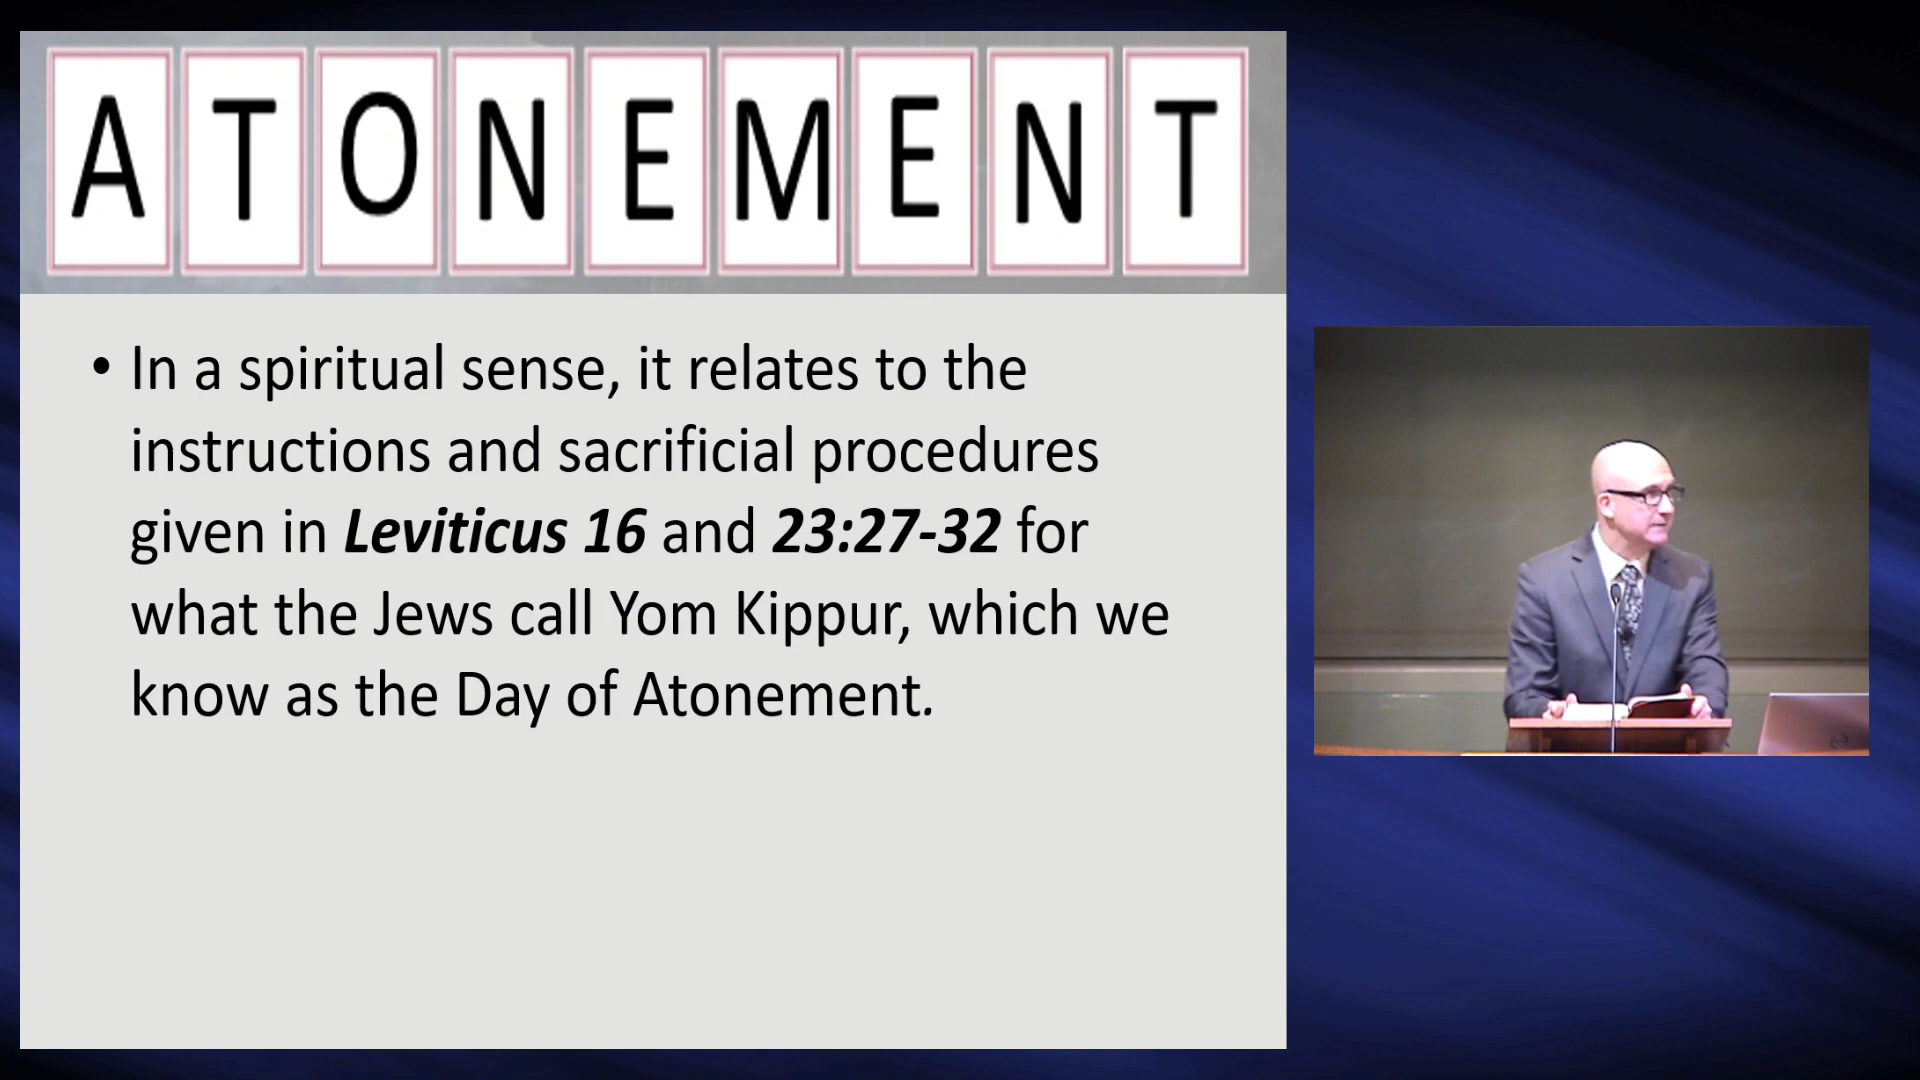 ATONEMENT
• In a spiritual sense, it relates to the
instructions and sacrificial procedures
given in Leviticus 16 and 23:27-32 for
what the Jews call Yom Kippur, which we
know as the Day of Atonement.